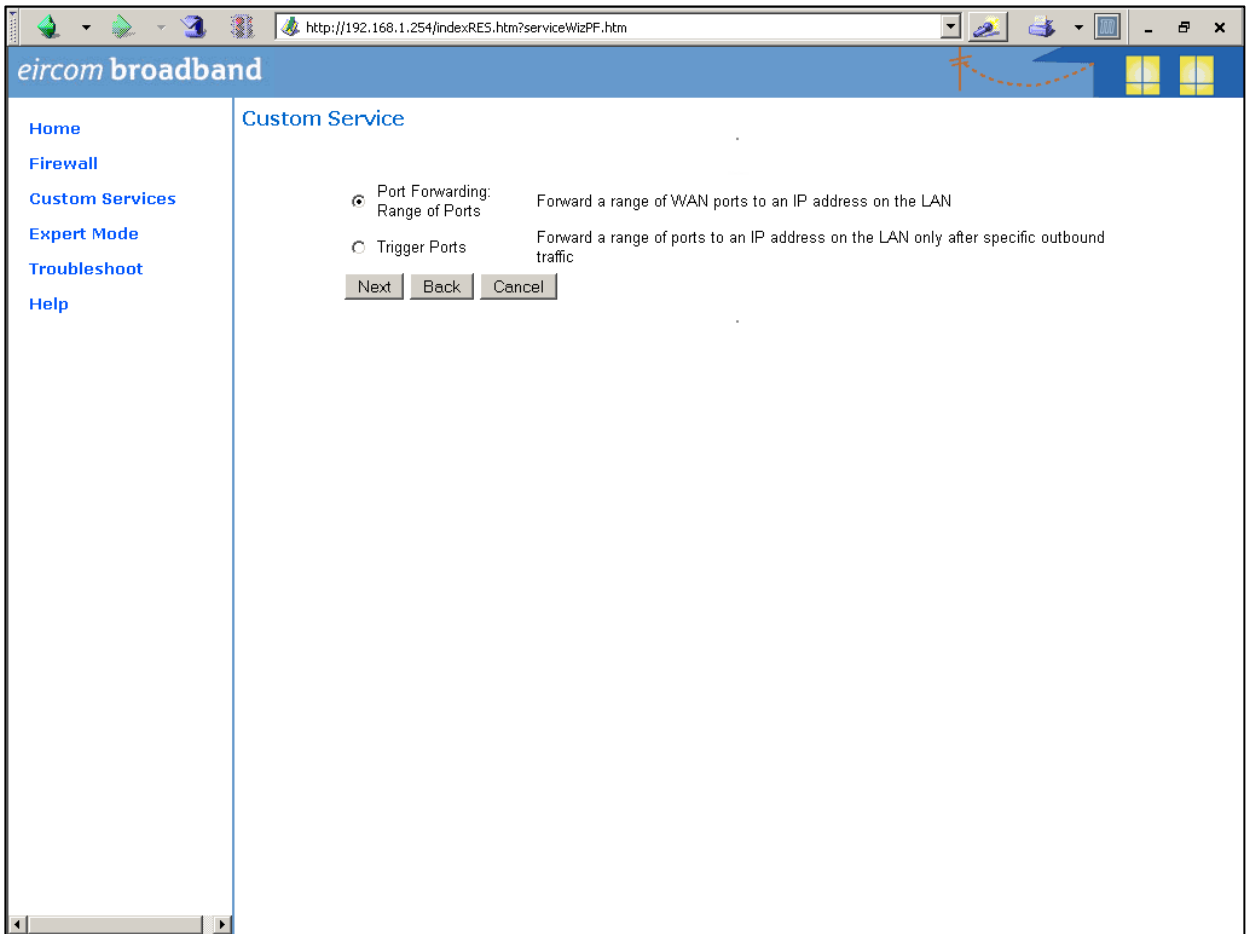 http://192.168.1.254/indexRES.htm?serviceWizPF.htm
eircom broadband
Home
Firewall
Custom Services
Expert Mode
Troubleshoot
Help
Custom Service
Port Forwarding:
Range of Ports
Forward a range of WAN ports to an IP address on the LAN
Trigger Ports
Forward a range of ports to an IP address on the LAN only after specific outbound
traffic
Next
Back
Cancel